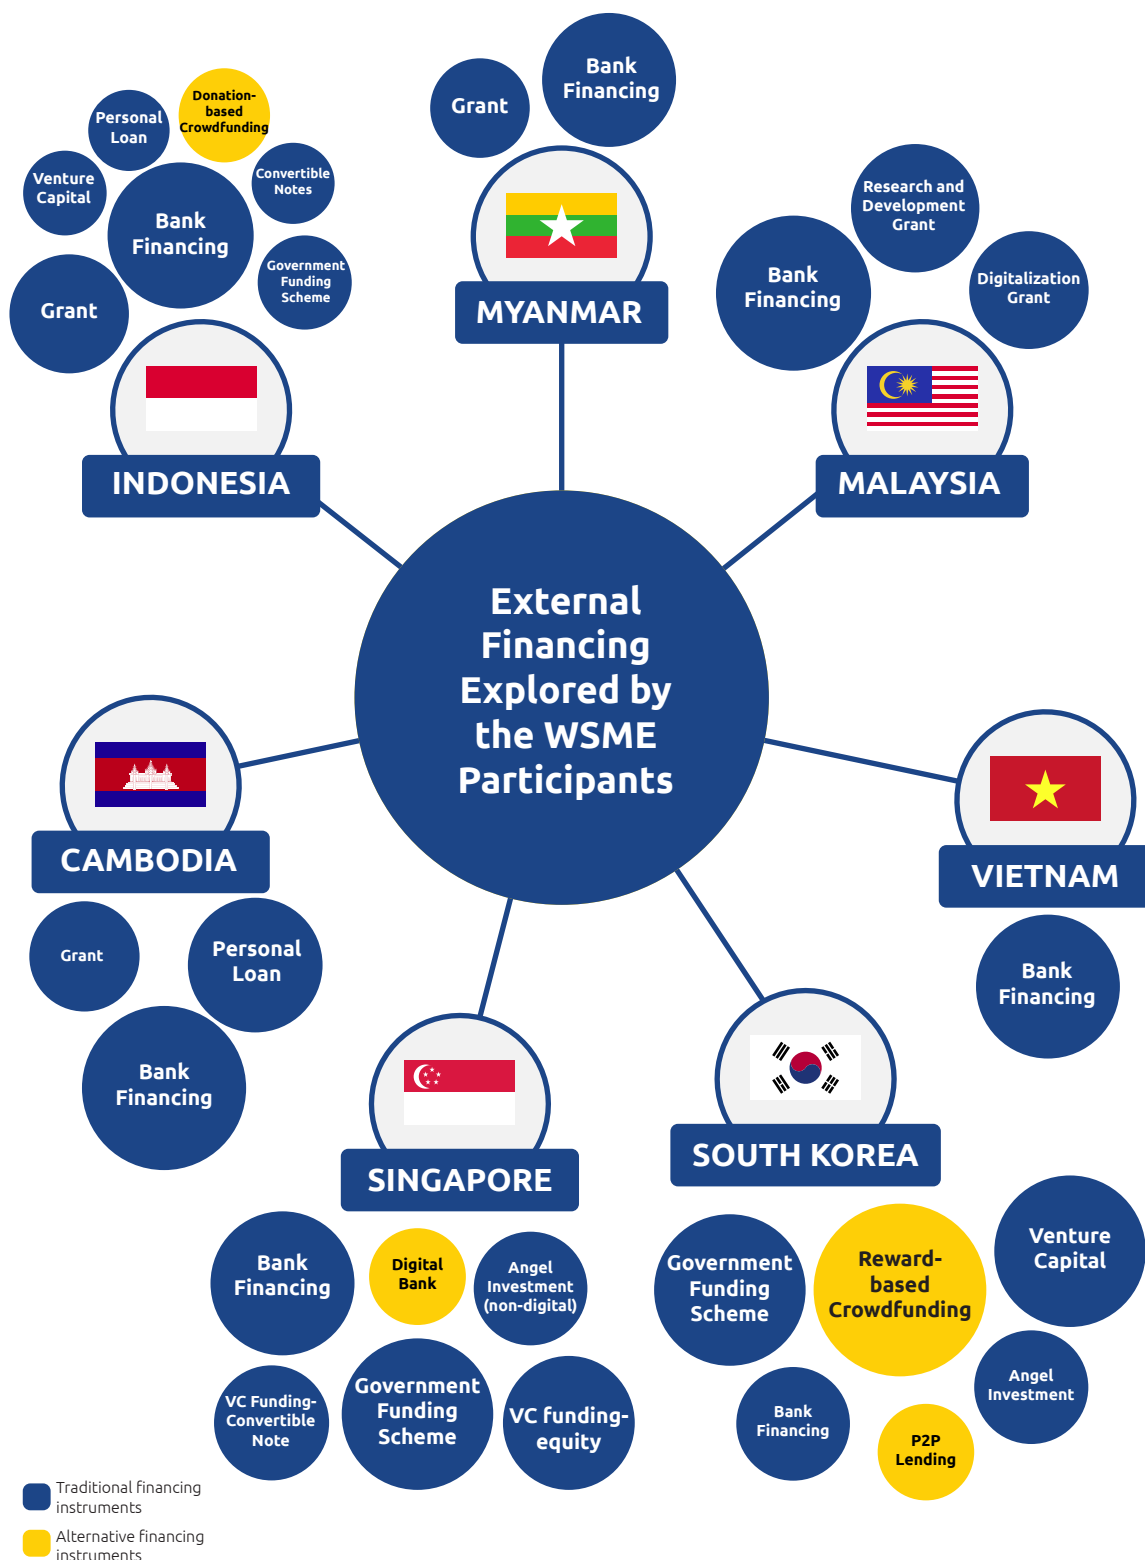 Donation-
based
Crowdfunding
Personal
Loan
Venture
Capital
Convertible
Notes
Bank
Financing
Government
Funding
Scheme
Grant
INDONESIA
Grant
Bank
Financing
MYANMAR
Research and
Development
Grant
Bank
Financing
Digitalization
Grant
MALAYSIA
External
Financing
Explored by
the WSME
Participants
CAMBODIA
Grant
Personal
Loan
Bank
Financing
VIETNAM
Bank
Financing
SINGAPORE
Bank
Financing
Digital
Bank
Angel
Investment
(non-digital)
VC Funding-
Convertible
Note
Government
Funding
Scheme
VC funding-
equity
SOUTH KOREA
Government
Funding
Scheme
Reward-
based
Crowdfunding
Venture
Capital
Bank
Financing
P2P
Lending
Angel
Investment
Traditional financing
instruments
Alternative financing
instruments